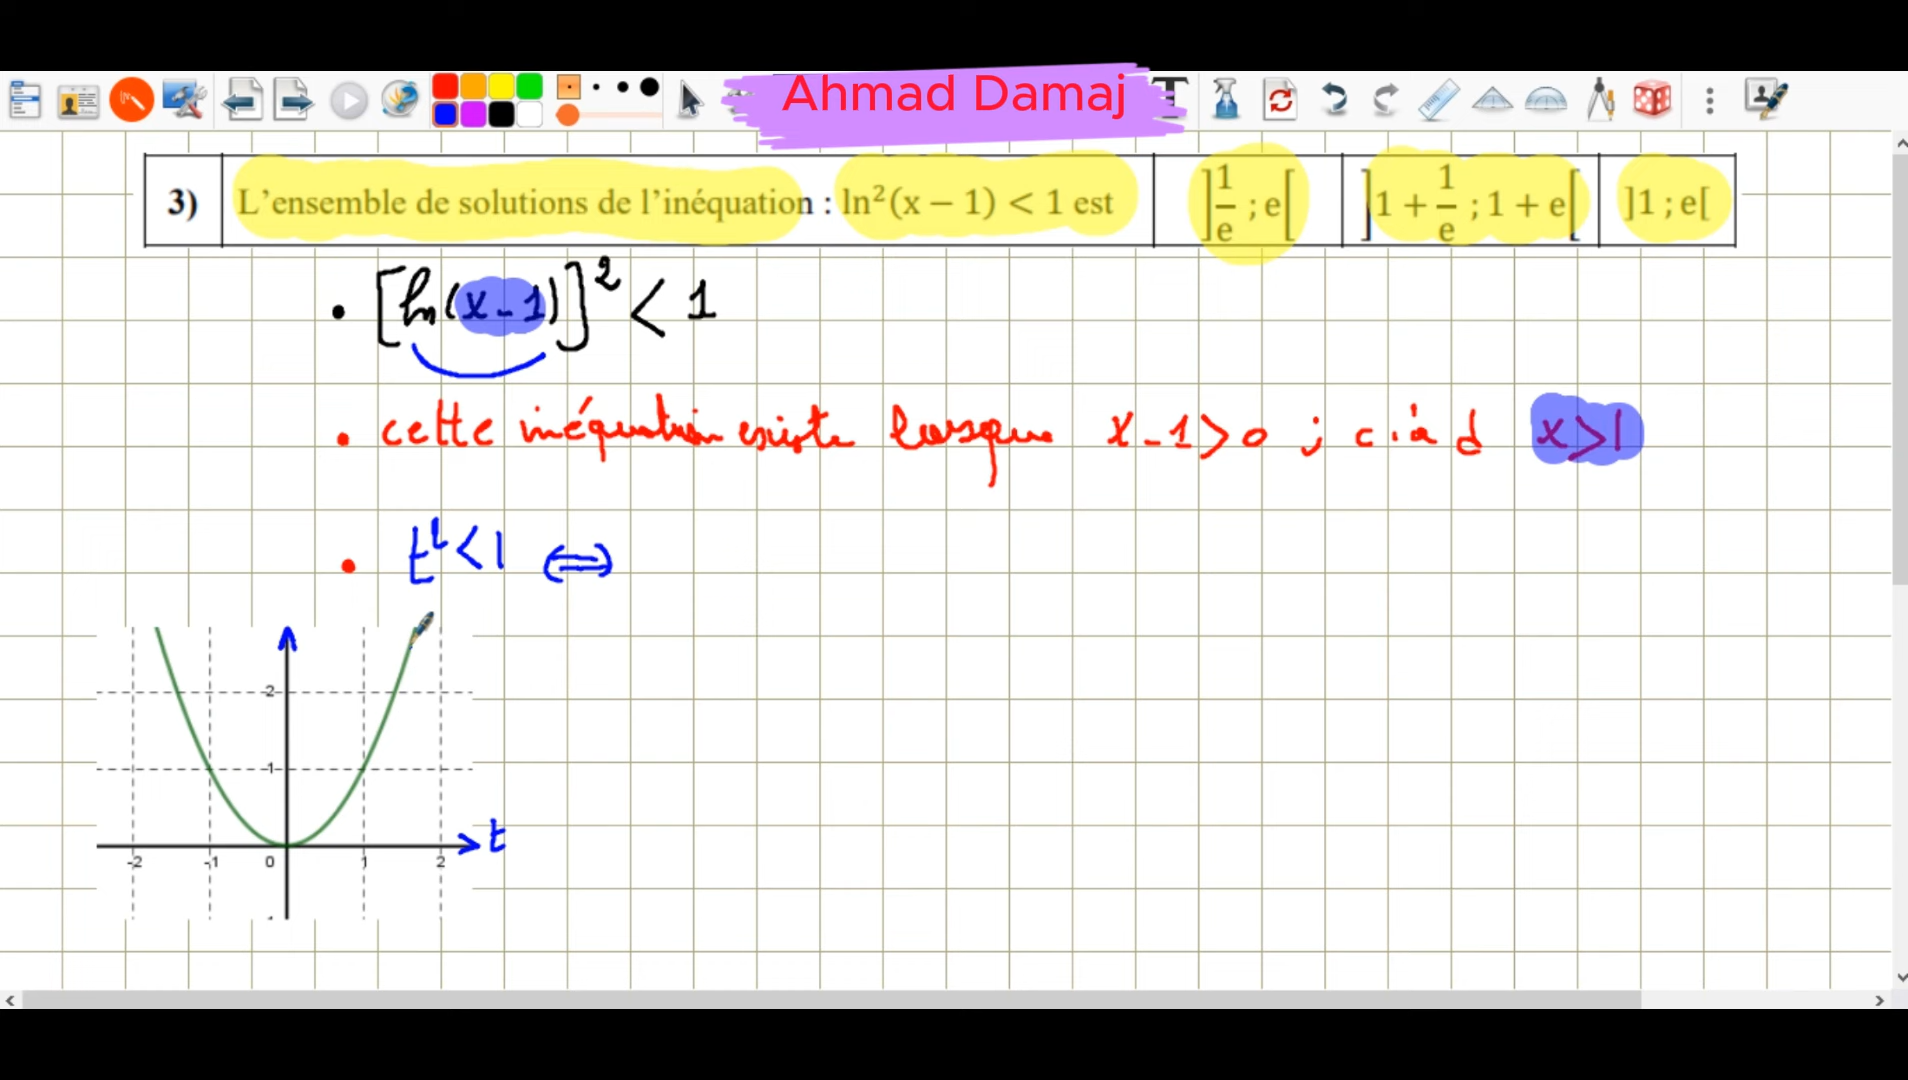 Ahmad Damaj
3) L'ensemble de solutions de l'inéquation : ln²(x − 1) < 1 est ]1/e ; e[ ]1 + 1/e ; 1 + e[ ]1 ; e[
• [ln(x-1)]² < 1
• cette inéquation existe lorsque x-1>0 ; c.à d x>1
• t²<1 ⇔
2
1
t
-2 -1 0 1 2